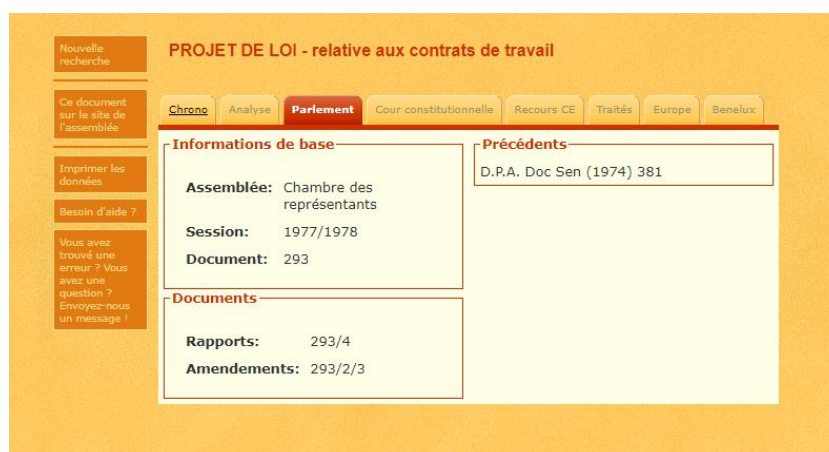 Nouvelle
recherche
Ce document
sur le site de
l'assemblée
Imprimer les
données
Besoin d'aide ?
Vous avez
trouvé une
erreur ? Vous
avez une
question ?
Envoyez-nous
un message !
PROJET DE LOI - relative aux contrats de travail
Chrono Analyse Parlement Cour constitutionnelle Recours CE Traités Europe Benelux
Informations de base
Assemblée: Chambre des
représentants
Session: 1977/1978
Document: 293
Documents
Rapports: 293/4
Amendements: 293/2/3
Précédents
D.P.A. Doc Sen (1974) 381